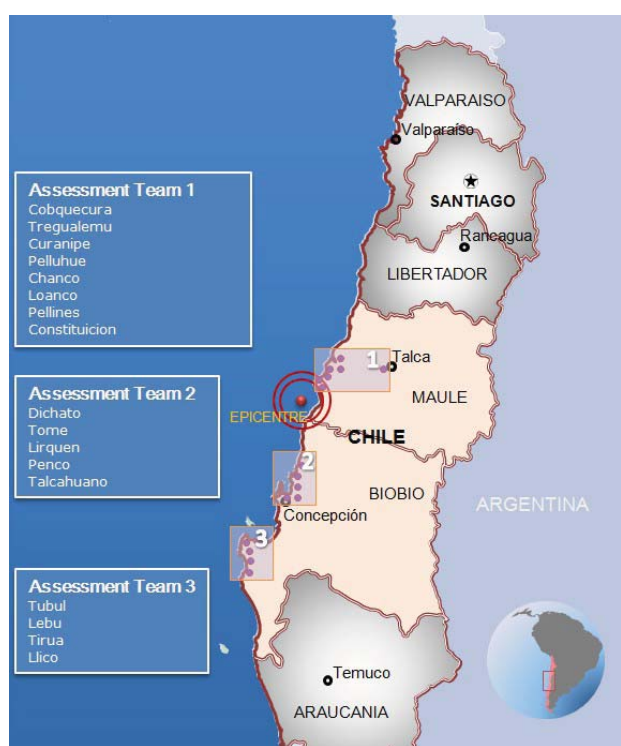 VALPARAISO
Valparaíso
SANTIAGO
Rancagua
LIBERTADOR
Assessment Team 1
Cobquecura
Tregualemu
Curanipe
Pelluhue
Chanco
Loanco
Pellines
Constituicion
1
Talca
MAULE
EPICENTRE
CHILE
Assessment Team 2
Dichato
Tome
Lirquen
Penco
Talcahuano
2
BIOBIO
ARGENTINA
Concepción
3
Assessment Team 3
Tubul
Lebu
Tirua
Llico
Temuco
ARAUCANIA